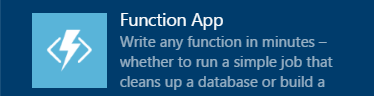 Function App
Write any function in minutes –
whether to run a simple job that
cleans up a database or build a